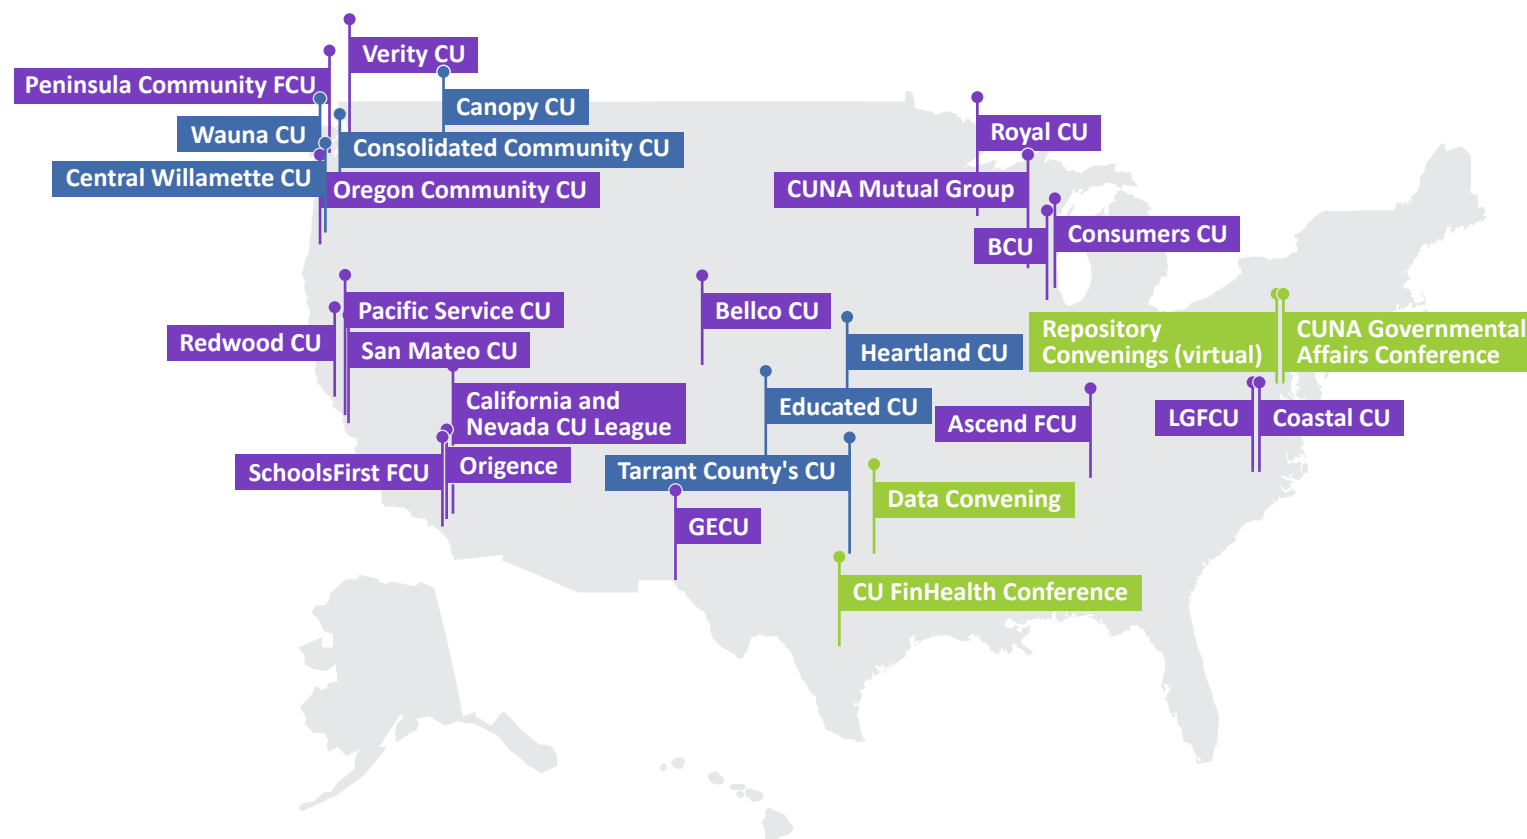 Verity CU
Peninsula Community FCU
Canopy CU
Wauna CU
Consolidated Community CU
Central Willamette CU
Oregon Community CU
Royal CU
CUNA Mutual Group
Consumers CU
BCU
Pacific Service CU
Redwood CU
San Mateo CU
Bellco CU
Heartland CU
Repository
Convenings (virtual)
CUNA Governmental
Affairs Conference
California and
Nevada CU League
Educated CU
Ascend FCU
LGFCU
Coastal CU
SchoolsFirst FCU
Origence
Tarrant County's CU
Data Convening
GECU
CU FinHealth Conference